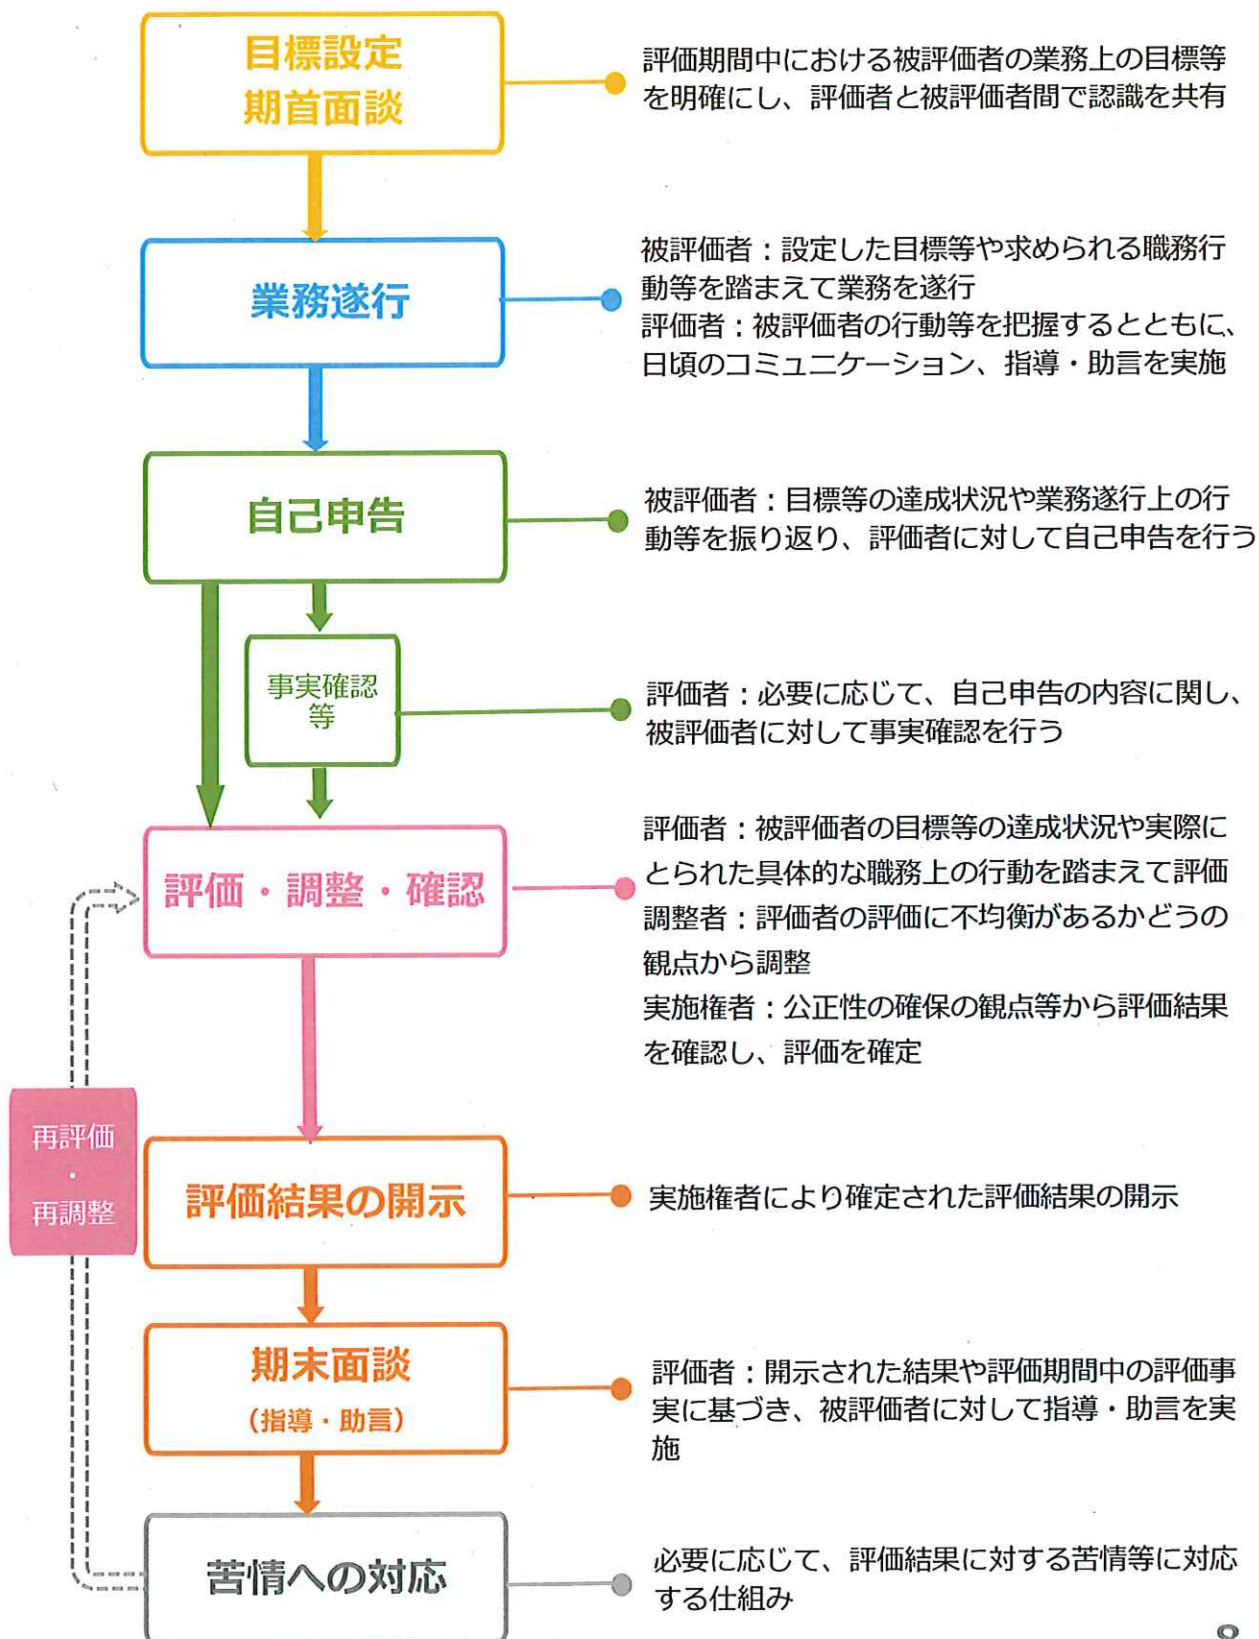 目標設定
期首面談
評価期間中における被評価者の業務上の目標等
を明確にし、評価者と被評価者間で認識を共有
業務遂行
被評価者：設定した目標等や求められる職務行
動等を踏まえて業務を遂行
評価者：被評価者の行動等を把握するとともに、
日頃のコミュニケーション、指導・助言を実施
自己申告
被評価者：目標等の達成状況や業務遂行上の行
動等を振り返り、評価者に対して自己申告を行う
事実確認
等
評価者：必要に応じて、自己申告の内容に関し、
被評価者に対して事実確認を行う
評価・調整・確認
評価者：被評価者の目標等の達成状況や実際に
とられた具体的な職務上の行動を踏まえて評価
調整者：評価者の評価に不均衡があるかどうの
観点から調整
実施権者：公正性の確保の観点等から評価結果
を確認し、評価を確定
再評価
・
再調整
評価結果の開示
実施権者により確定された評価結果の開示
期末面談
（指導・助言）
評価者：開示された結果や評価期間中の評価事
実に基づき、被評価者に対して指導・助言を実
施
苦情への対応
必要に応じて、評価結果に対する苦情等に対応
する仕組み